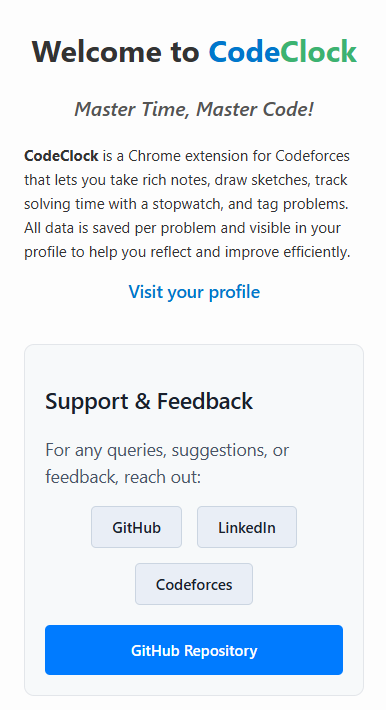 Welcome to CodeClock
Master Time, Master Code!
CodeClock is a Chrome extension for Codeforces
that lets you take rich notes, draw sketches, track
solving time with a stopwatch, and tag problems.
All data is saved per problem and visible in your
profile to help you reflect and improve efficiently.
Visit your profile
Support & Feedback
For any queries, suggestions, or
feedback, reach out:
GitHub LinkedIn
Codeforces
GitHub Repository